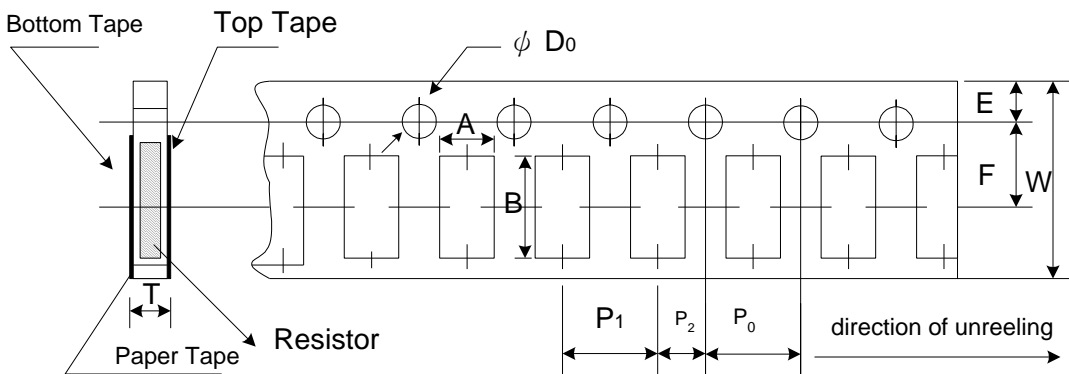 Bottom Tape
Top Tape
ψ D0
A
E
B
F
W
T
P1
P2
P0
Resistor
Paper Tape
direction of unreeling